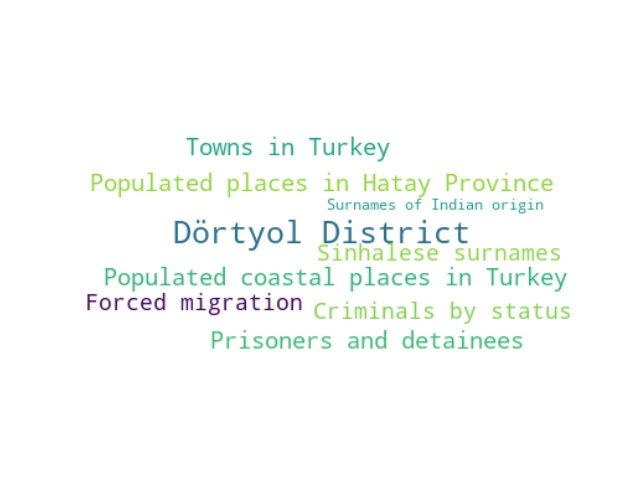 Towns in Turkey
Populated places in Hatay Province
Surnames of Indian origin
Dörtyol District
Sinhalese surnames
Populated coastal places in Turkey
Forced migration
Criminals by status
Prisoners and detainees